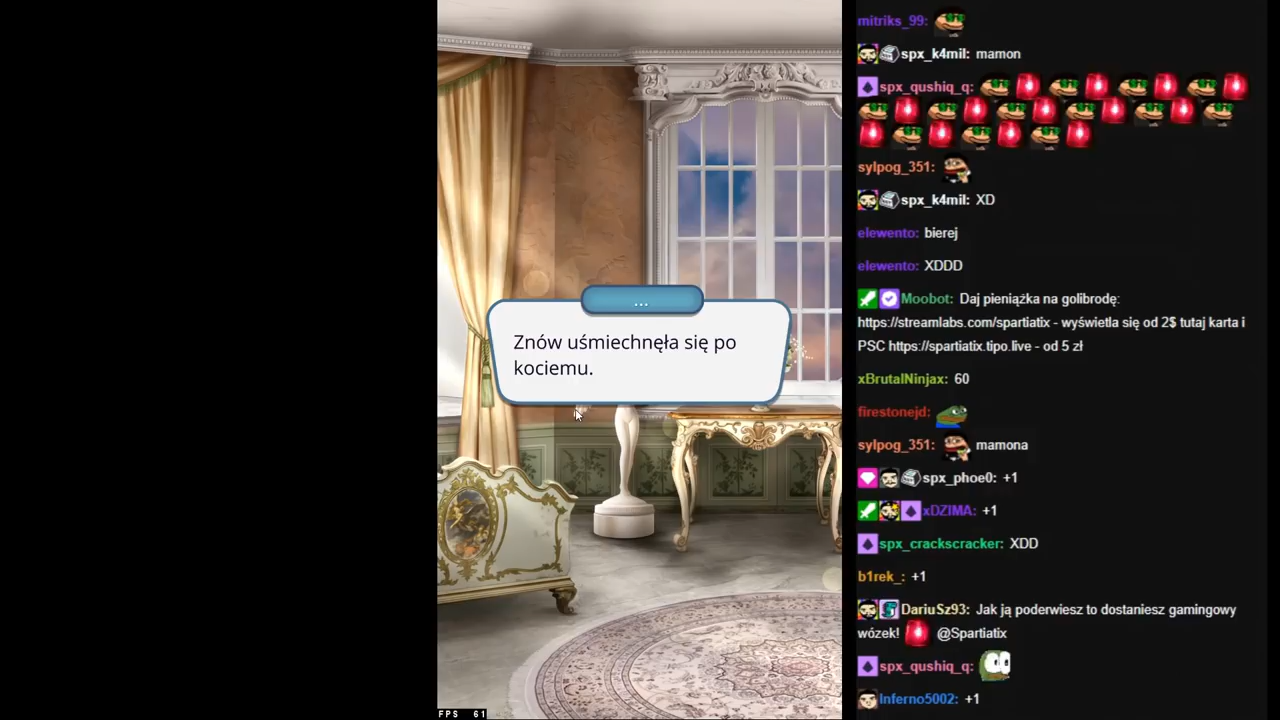 ...
Znów uśmiechnęła się po
kociemu.
FPS 61
mitriks_99:
spx_k4mil: mamon
spx_qushiq_q:
sylpog_351:
spx_k4mil: XD
elewento: bierej
elewento: XDDD
Moobot: Daj pieniążka na golibrodę:
https://streamlabs.com/spartiatix - wyświetla się od 2$ tutaj karta i
PSC https://spartiatix.tipo.live - od 5 zł
xBrutalNinjax: 60
firestonejd:
sylpog_351: mamona
spx_phoe0: +1
xDZIMA: +1
spx_crackscracker: XDD
b1rek_: +1
DariuSz93: Jak ją poderwiesz to dostaniesz gamingowy
wózek! @Spartiatix
spx_qushiq_q:
Inferno5002: +1